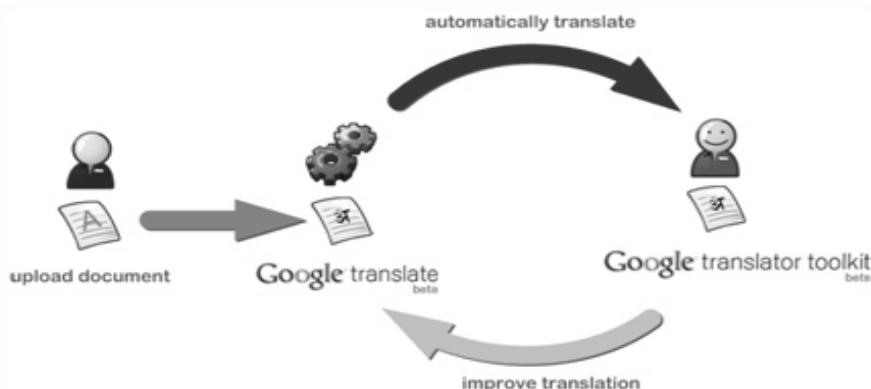 automatically translate
A
अ
अ
upload document
Google translate
beta
Google translator toolkit
beta
improve translation